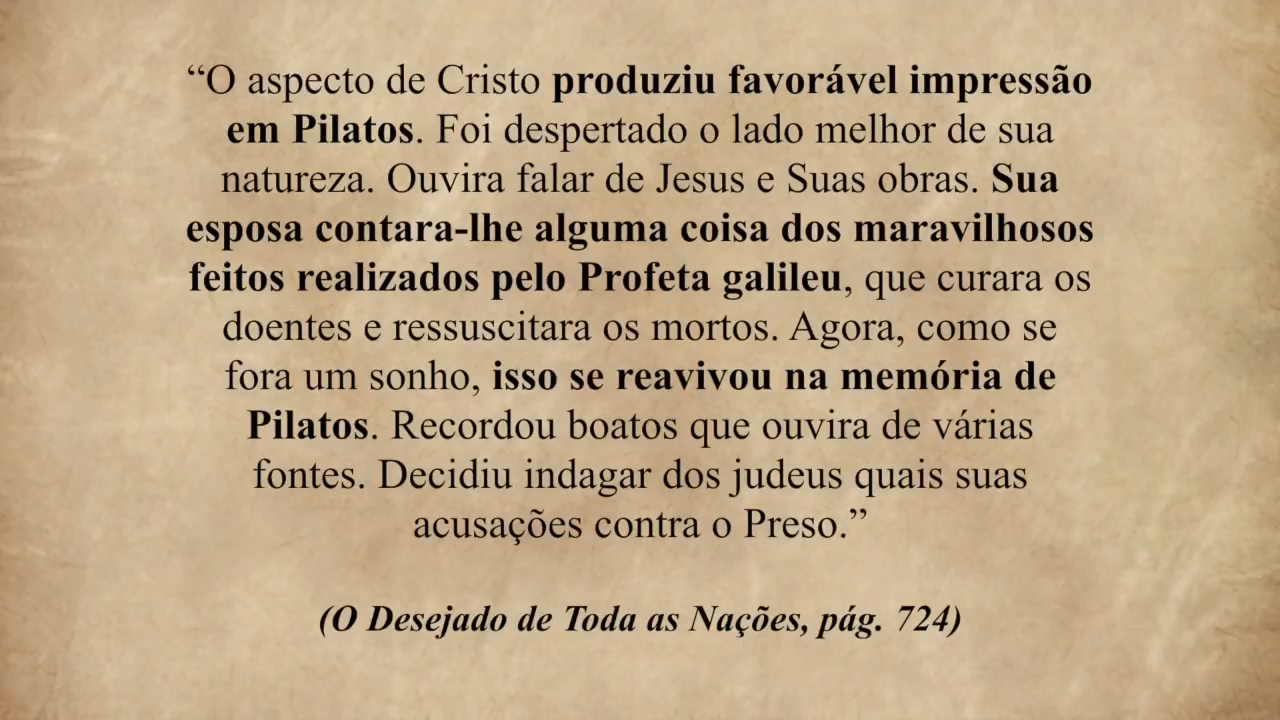 “O aspecto de Cristo produziu favorável impressão
em Pilatos. Foi despertado o lado melhor de sua
natureza. Ouvira falar de Jesus e Suas obras. Sua
esposa contara-lhe alguma coisa dos maravilhosos
feitos realizados pelo Profeta galileu, que curara os
doentes e ressuscitara os mortos. Agora, como se
fora um sonho, isso se reavivou na memória de
Pilatos. Recordou boatos que ouvira de várias
fontes. Decidiu indagar dos judeus quais suas
acusações contra o Preso.”
(O Desejado de Toda as Nações, pág. 724)